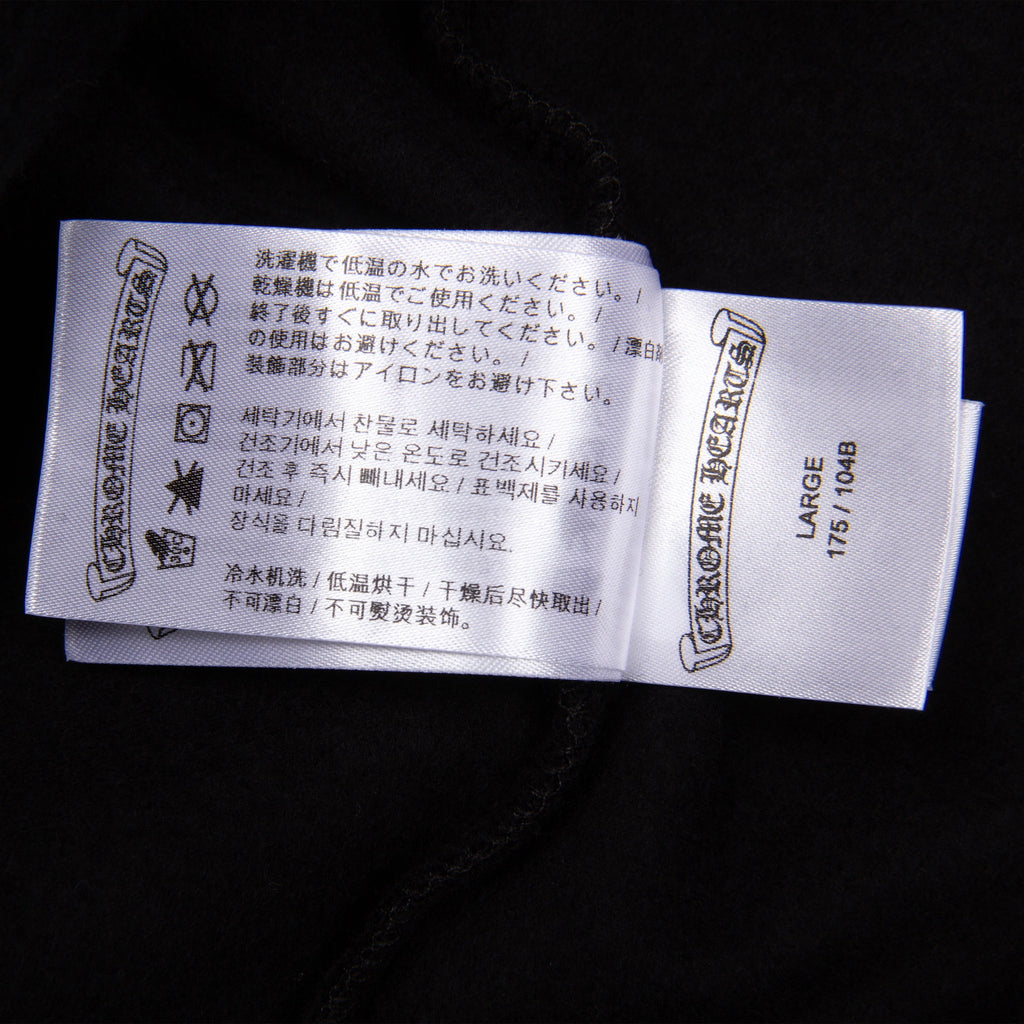 CHROME HEARTS
洗濯機で低温の水でお洗いください。/
乾燥機は低温でご使用ください。/
終了後すぐに取り出してください。/漂白
の使用はお避けください。/
装飾部分はアイロンをお避け下さい。
세탁기에서 찬물로 세탁하세요/
건조기에서 낮은 온도로 건조시키세요/
건조 후 즉시 빼내세요/표백제를 사용하지
마세요/
장식을 다림질하지 마십시요.
冷水机洗/低温烘干/干燥后尽快取出/
不可漂白/不可熨烫装饰。
CHROME HEARTS
LARGE
175/104B